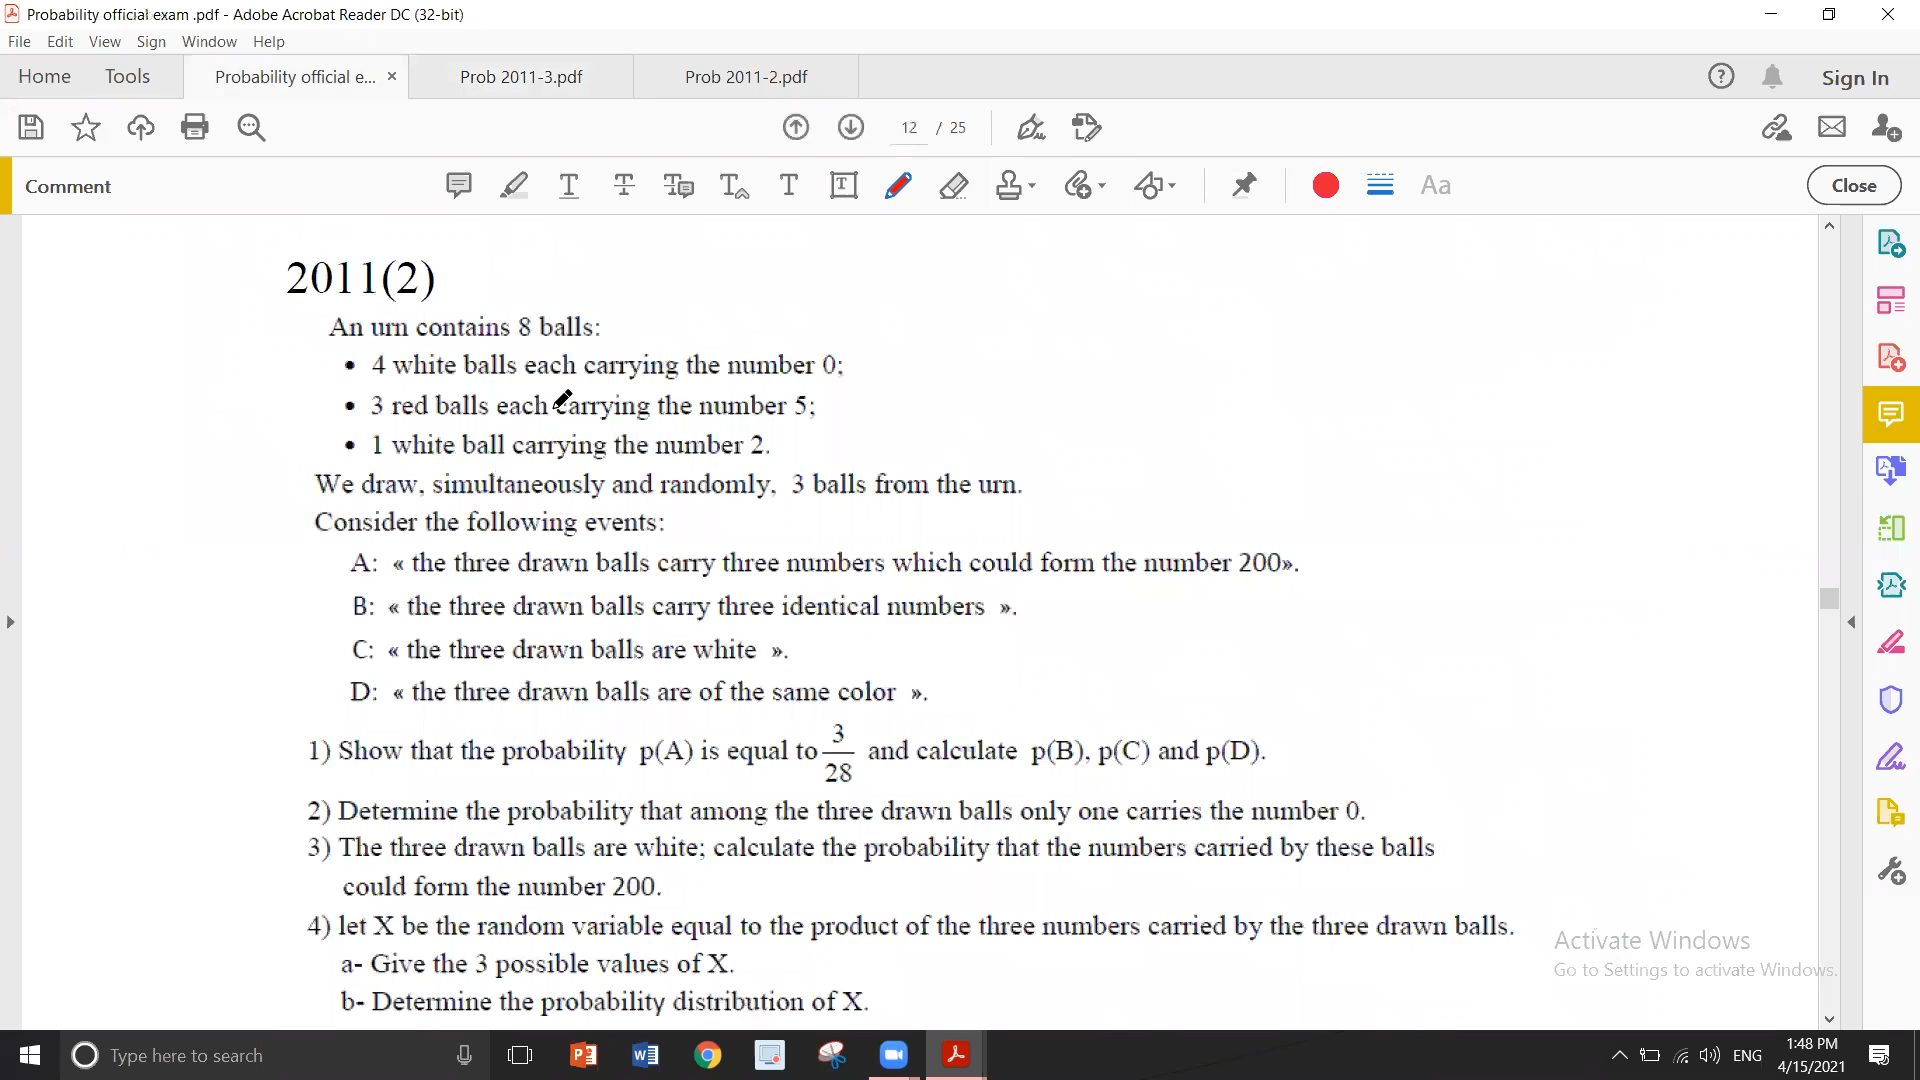 Probability official exam .pdf - Adobe Acrobat Reader DC (32-bit)
File Edit View Sign Window Help
Home Tools Probability official e... × Prob 2011-3.pdf Prob 2011-2.pdf Sign In
12 / 25
Comment Aa Close
2011(2)
An urn contains 8 balls:
• 4 white balls each carrying the number 0;
• 3 red balls each carrying the number 5;
• 1 white ball carrying the number 2.
We draw, simultaneously and randomly, 3 balls from the urn.
Consider the following events:
A: « the three drawn balls carry three numbers which could form the number 200».
B: « the three drawn balls carry three identical numbers ».
C: « the three drawn balls are white ».
D: « the three drawn balls are of the same color ».
1) Show that the probability p(A) is equal to 3/28 and calculate p(B), p(C) and p(D).
2) Determine the probability that among the three drawn balls only one carries the number 0.
3) The three drawn balls are white; calculate the probability that the numbers carried by these balls
could form the number 200.
4) let X be the random variable equal to the product of the three numbers carried by the three drawn balls.
a- Give the 3 possible values of X.
b- Determine the probability distribution of X.
Activate Windows
Go to Settings to activate Windows.
Type here to search
ENG
1:48 PM
4/15/2021